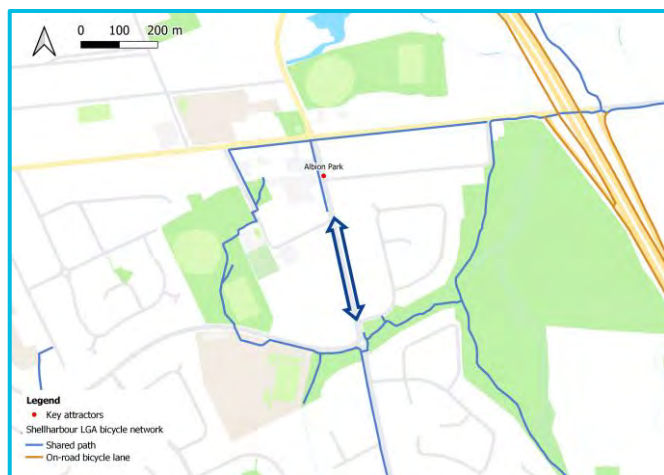 0 100 200 m
Albion Park
Legend
Key attractors
Shellharbour LGA bicycle network
Shared path
On-road bicycle lane